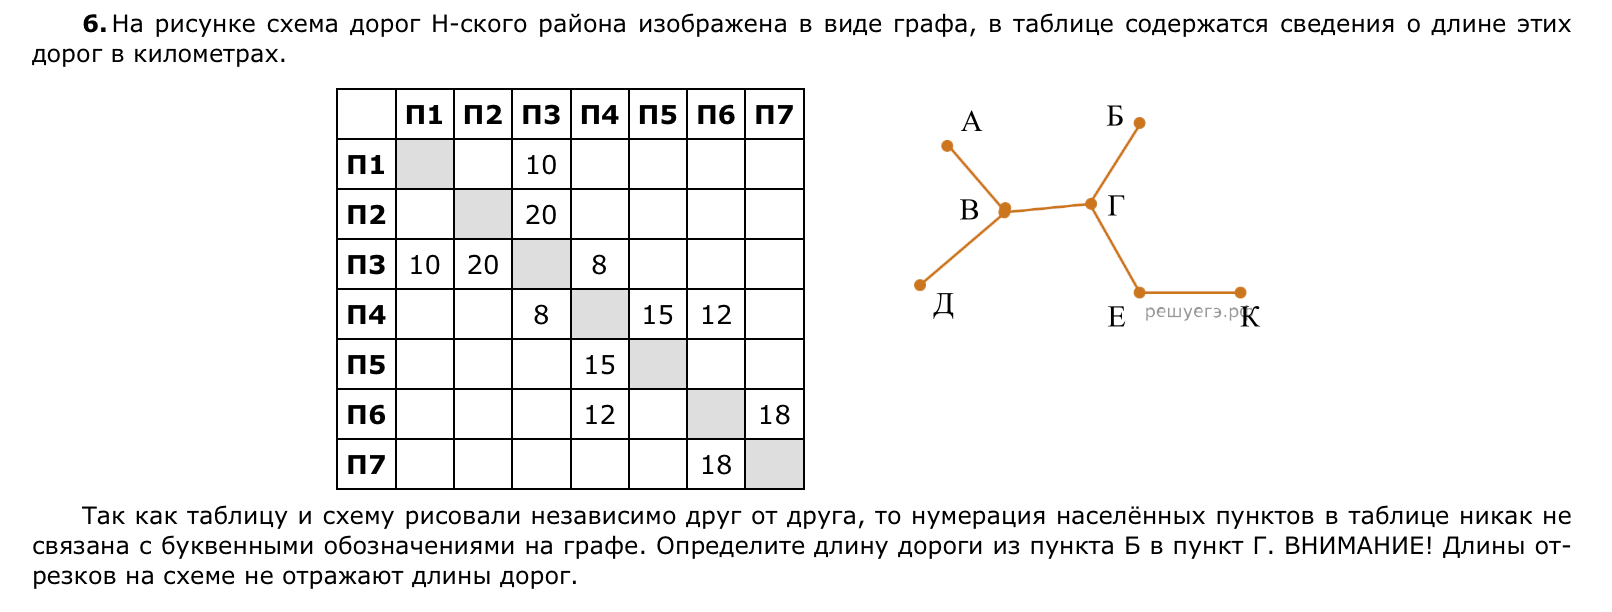 6. На рисунке схема дорог Н-ского района изображена в виде графа, в таблице содержатся сведения о длине этих
дорог в километрах.
П1 П2 П3 П4 П5 П6 П7
П1 10
П2 20
П3 10 20 8
П4 8 15 12
П5 15
П6 12 18
П7 18
А
Б
В
Г
Д
Е
решуегэ.рф
К
Так как таблицу и схему рисовали независимо друг от друга, то нумерация населённых пунктов в таблице никак не
связана с буквенными обозначениями на графе. Определите длину дороги из пункта Б в пункт Г. ВНИМАНИЕ! Длины от-
резков на схеме не отражают длины дорог.